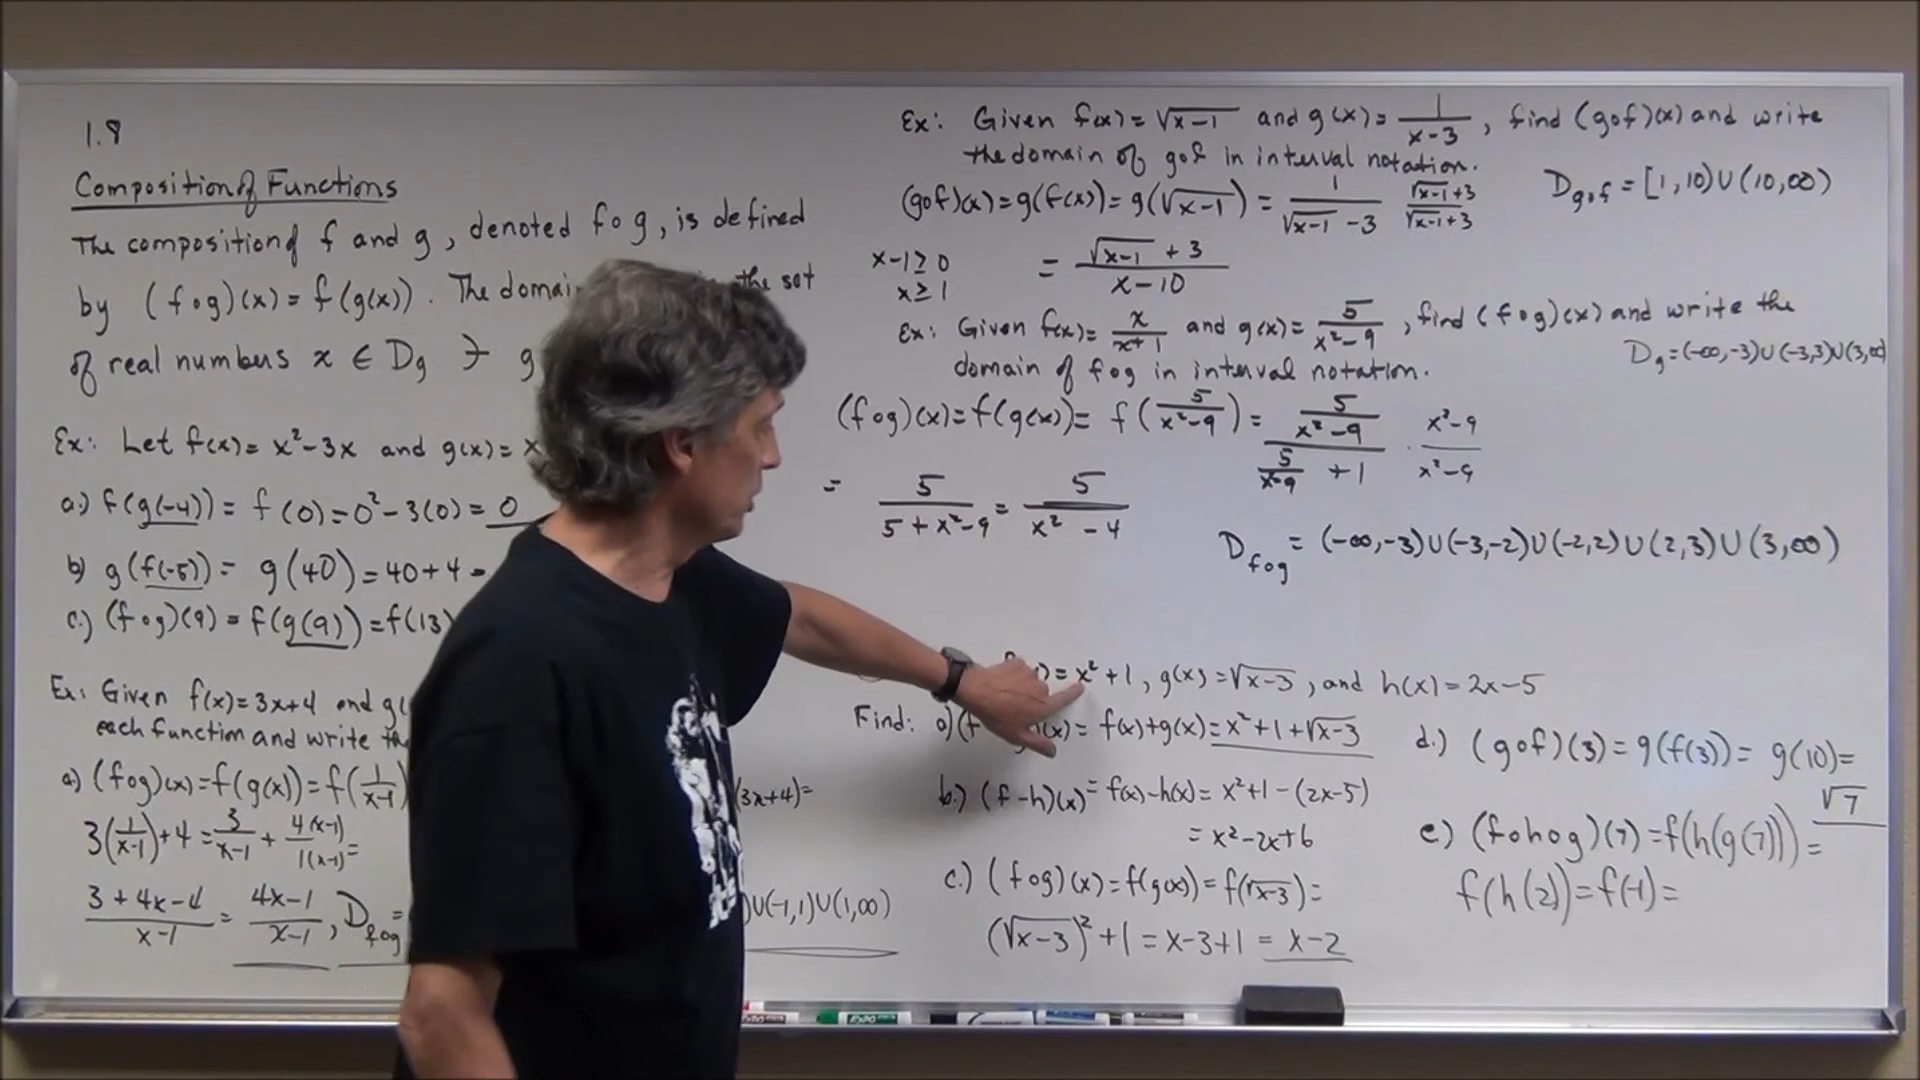 1.8
Composition of Functions
The composition of f and g, denoted f∘g, is defined
by (f∘g)(x) = f(g(x)). The domain the set
of real numbers x ∈ Dg ∋ g
Ex: Let f(x) = x²-3x and g(x) = x
a.) f(g(-4)) = f(0) = 0²-3(0) = 0
b.) g(f(-5)) = g(40) = 40+4 =
c.) (f∘g)(9) = f(g(9)) = f(13)
Ex: Given f(x) = 3x+4 and g(
each function and write the
a.) (f∘g)(x) = f(g(x)) = f(1/(x-1))
(3x+4) =
3(1/(x-1)) + 4 = 3/(x-1) + 4(x-1)/1(x-1) =
(3+4x-4)/(x-1) = (4x-1)/(x-1), D f∘g =
)∪(-1,1)∪(1,∞)
Ex: Given f(x) = √(x-1) and g(x) = 1/(x-3), find (g∘f)(x) and write
the domain of g∘f in interval notation.
D g∘f = [1,10)∪(10,∞)
(g∘f)(x) = g(f(x)) = g(√(x-1)) = 1/(√(x-1) - 3) (√(x-1)+3)/(√(x-1)+3)
x-1 ≥ 0
x ≥ 1
= (√(x-1) + 3)/(x-10)
Ex: Given f(x) = x/(x+1) and g(x) = 5/(x²-9), find (f∘g)(x) and write the
domain of f∘g in interval notation.
Dg = (-∞,-3)∪(-3,3)∪(3,∞)
(f∘g)(x) = f(g(x)) = f(5/(x²-9)) = (5/(x²-9))/(5/(x²-9) + 1) · (x²-9)/(x²-9)
= 5/(5+x²-9) = 5/(x²-4)
D f∘g = (-∞,-3)∪(-3,-2)∪(-2,2)∪(2,3)∪(3,∞)
= x²+1, g(x) = √(x-3), and h(x) = 2x-5
Find: a.) (f (x) = f(x)+g(x) = x²+1+√(x-3)
b.) (f-h)(x) = f(x)-h(x) = x²+1-(2x-5)
= x²-2x+6
c.) (f∘g)(x) = f(g(x)) = f(√(x-3)) =
(√(x-3))²+1 = x-3+1 = x-2
d.) (g∘f)(3) = g(f(3)) = g(10) =
√7
e.) (f∘h∘g)(7) = f(h(g(7))) =
f(h(2)) = f(-1) =
EXPO